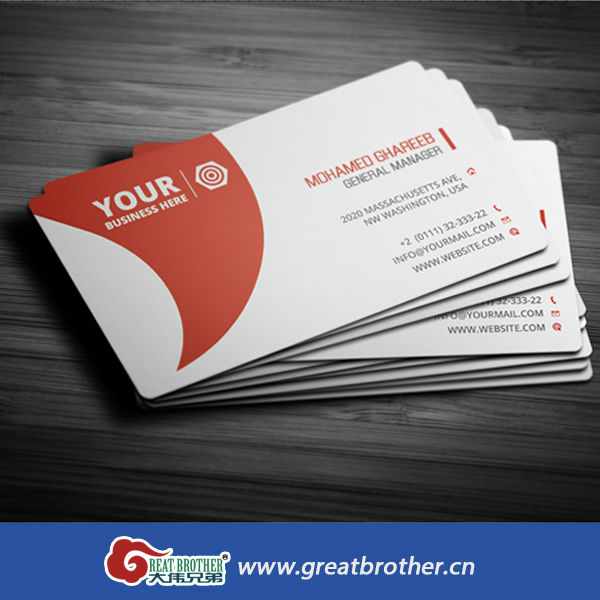 YOUR
BUSINESS HERE
MOHAMED GHAREEB
GENERAL MANAGER
2020 MASSACHUSETTS AVE,
NW WASHINGTON, USA
+2 (0111) 32-333-22
INFO@YOURMAIL.COM
WWW.WEBSITE.COM
32-333-22
INFO@YOURMAIL.COM
WWW.WEBSITE.COM
GREAT BROTHER®
大伟兄弟
www.greatbrother.cn